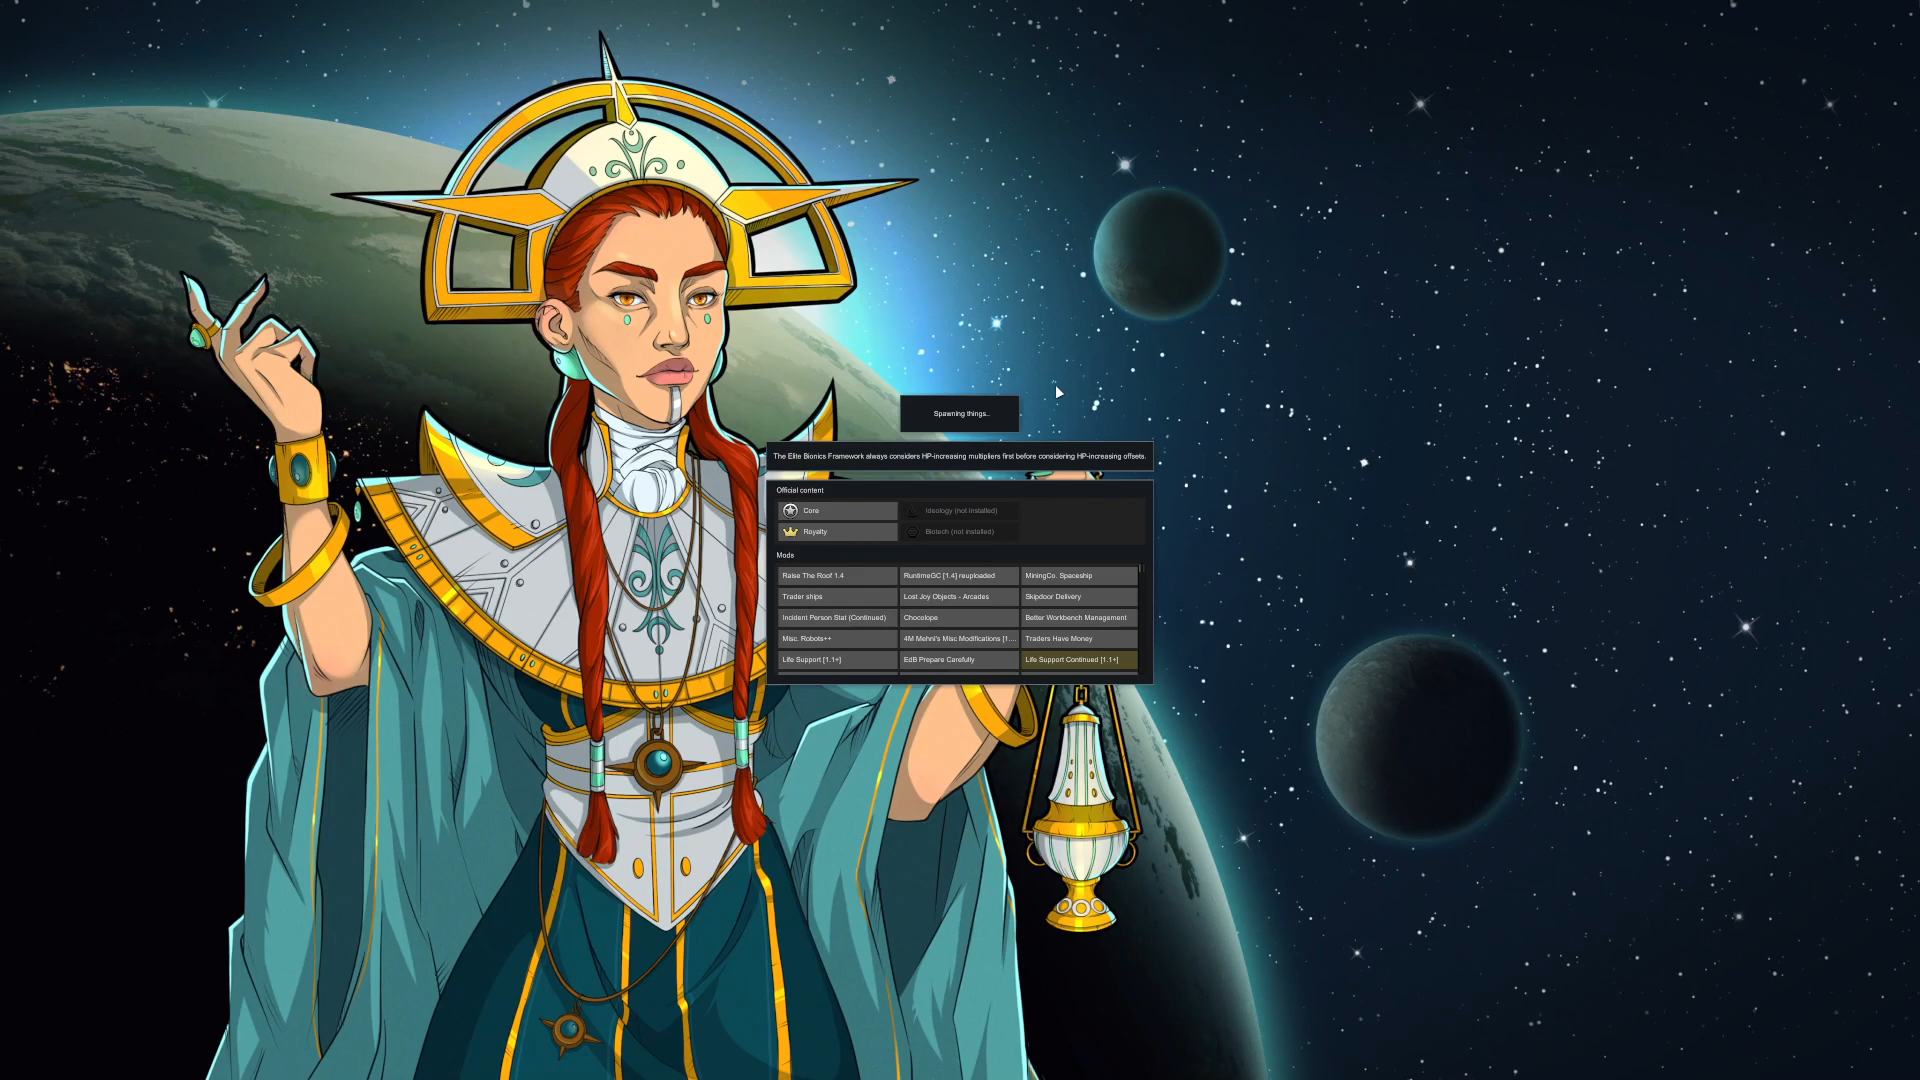 Spawning things..
The Elite Bionics Framework always considers HP-increasing multipliers first before considering HP-increasing offsets.
Official content
Core
Ideology (not installed)
Royalty
Biotech (not installed)
Mods
Raise The Roof 1.4
RuntimeGC [1.4] reuploaded
MiningCo. Spaceship
Trader ships
Lost Joy Objects - Arcades
Skipdoor Delivery
Incident Person Stat (Continued)
Chocolope
Better Workbench Management
Misc. Robots++
4M Mehni's Misc Modifications [1....
Traders Have Money
Life Support [1.1+]
EdB Prepare Carefully
Life Support Continued [1.1+]